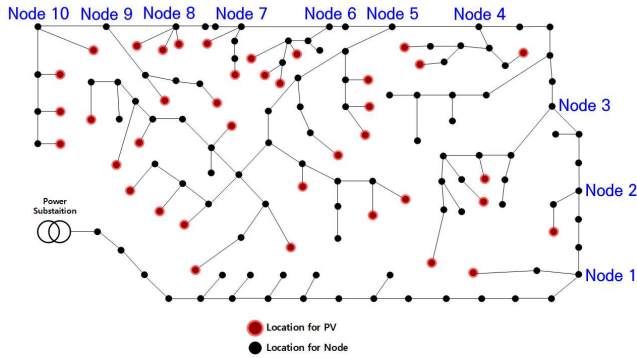 Node 10 Node 9 Node 8 Node 7 Node 6 Node 5 Node 4
Node 3
Node 2
Power
Substaition
Node 1
Location for PV
Location for Node